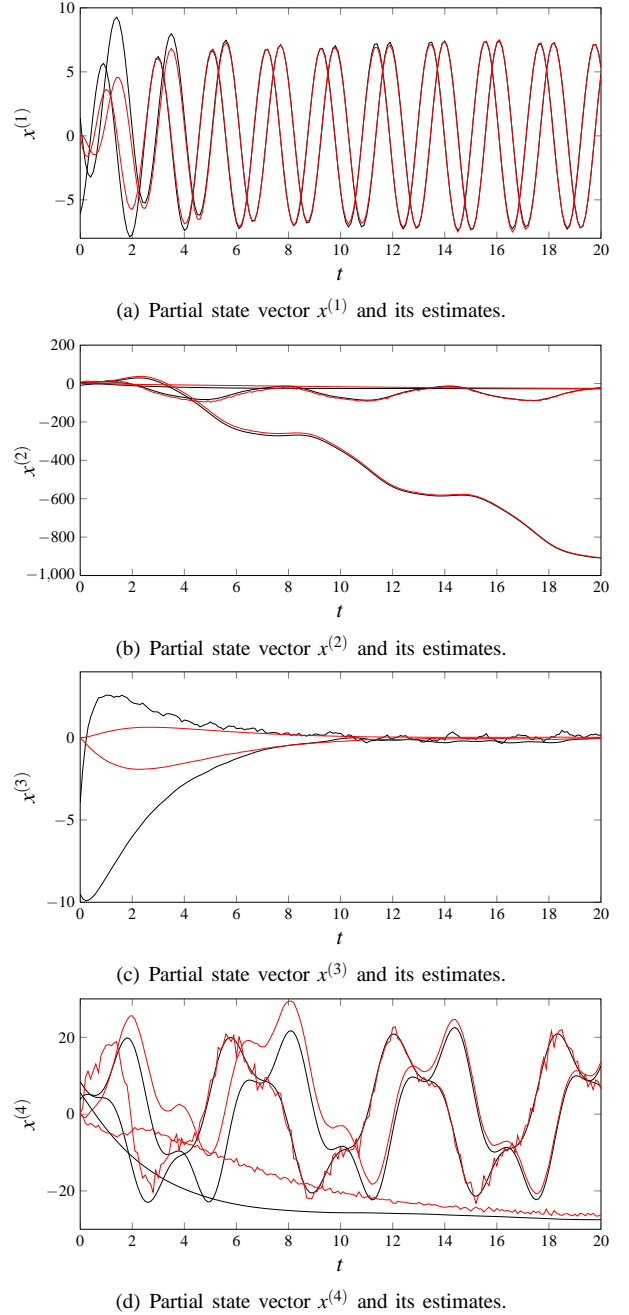 10
5
0
−5
x^(1)
0 2 4 6 8 10 12 14 16 18 20
t
(a) Partial state vector x^(1) and its estimates.
200
0
−200
−400
−600
−800
−1,000
x^(2)
0 2 4 6 8 10 12 14 16 18 20
t
(b) Partial state vector x^(2) and its estimates.
0
−5
−10
x^(3)
0 2 4 6 8 10 12 14 16 18 20
t
(c) Partial state vector x^(3) and its estimates.
20
0
−20
x^(4)
0 2 4 6 8 10 12 14 16 18 20
t
(d) Partial state vector x^(4) and its estimates.